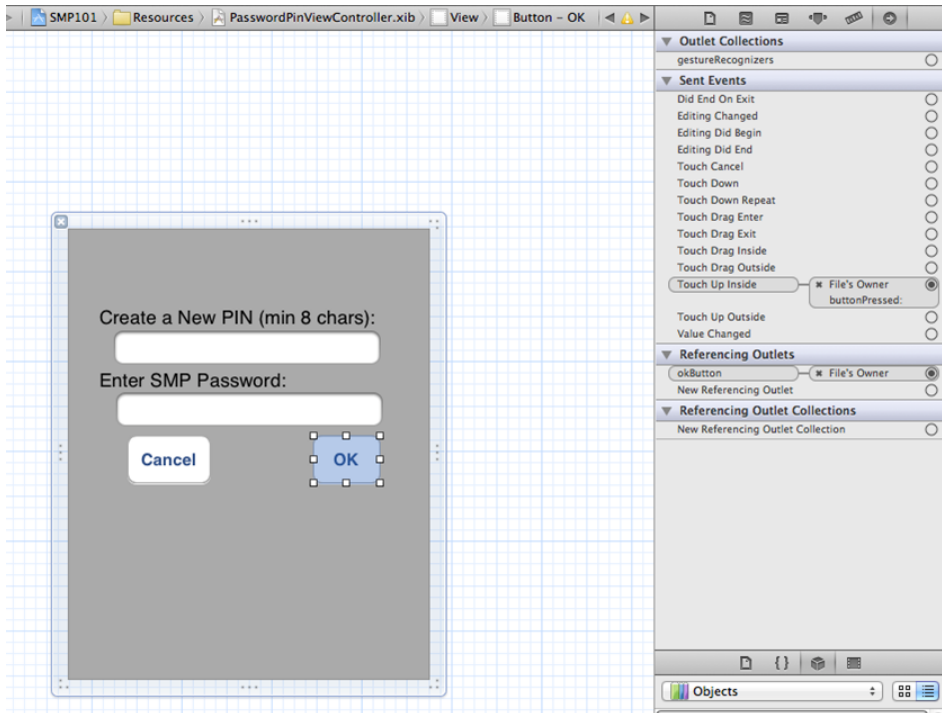 SMP101 Resources PasswordPinViewController.xib View Button - OK
Outlet Collections
gestureRecognizers
Sent Events
Did End On Exit
Editing Changed
Editing Did Begin
Editing Did End
Touch Cancel
Touch Down
Touch Down Repeat
Touch Drag Enter
Touch Drag Exit
Touch Drag Inside
Touch Drag Outside
Touch Up Inside File's Owner
buttonPressed:
Touch Up Outside
Value Changed
Referencing Outlets
okButton File's Owner
New Referencing Outlet
Referencing Outlet Collections
New Referencing Outlet Collection
Create a New PIN (min 8 chars):
Enter SMP Password:
Cancel OK
{}
Objects